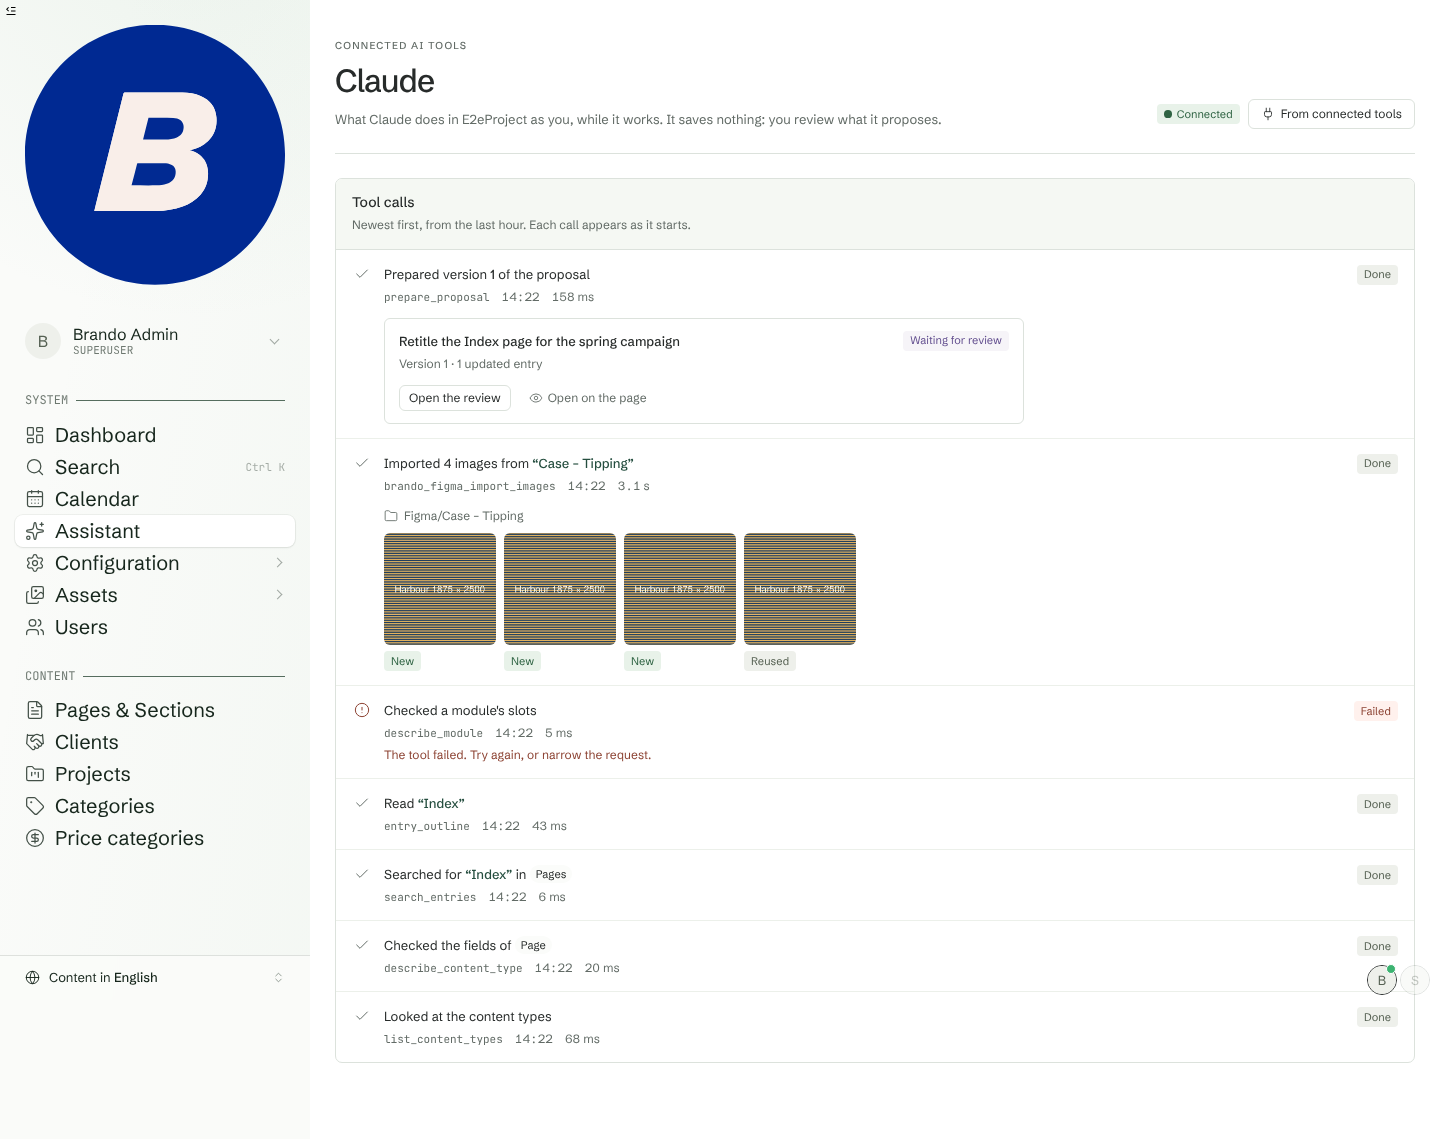 B
Brando Admin
B
SUPERUSER
SYSTEM
Dashboard
Search
Ctrl K
Calendar
Assistant
Configuration
Assets
Users
CONTENT
Pages & Sections
Clients
Projects
Categories
Price categories
Content in English
CONNECTED AI TOOLS
Claude
What Claude does in E2eProject as you, while it works. It saves nothing: you review what it proposes.
Connected
From connected tools
Tool calls
Newest first, from the last hour. Each call appears as it starts.
Prepared version 1 of the proposal
Done
prepare_proposal 14:22 158 ms
Retitle the Index page for the spring campaign
Waiting for review
Version 1 · 1 updated entry
Open the review
Open on the page
Imported 4 images from “Case - Tipping”
Done
brando_figma_import_images 14:22 3.1 s
Figma/Case - Tipping
Harbour 1875 × 2500
Harbour 1875 × 2500
Harbour 1875 × 2500
Harbour 1875 × 2500
New
New
New
Reused
Checked a module's slots
Failed
describe_module 14:22 5 ms
The tool failed. Try again, or narrow the request.
Read “Index”
Done
entry_outline 14:22 43 ms
Searched for “Index” in Pages
Done
search_entries 14:22 6 ms
Checked the fields of Page
Done
describe_content_type 14:22 20 ms
B
S
Looked at the content types
Done
list_content_types 14:22 68 ms